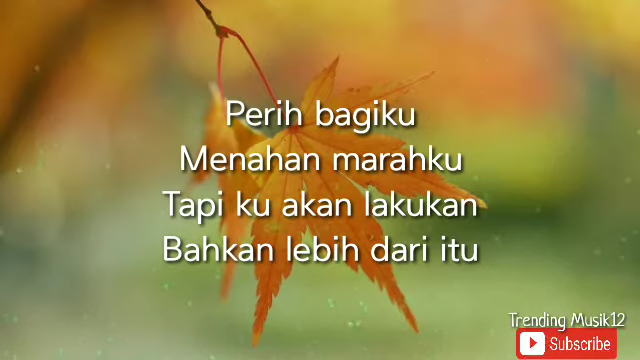 Perih bagiku
Menahan marahku
Tapi ku akan lakukan
Bahkan lebih dari itu
Trending Musik12
Subscribe